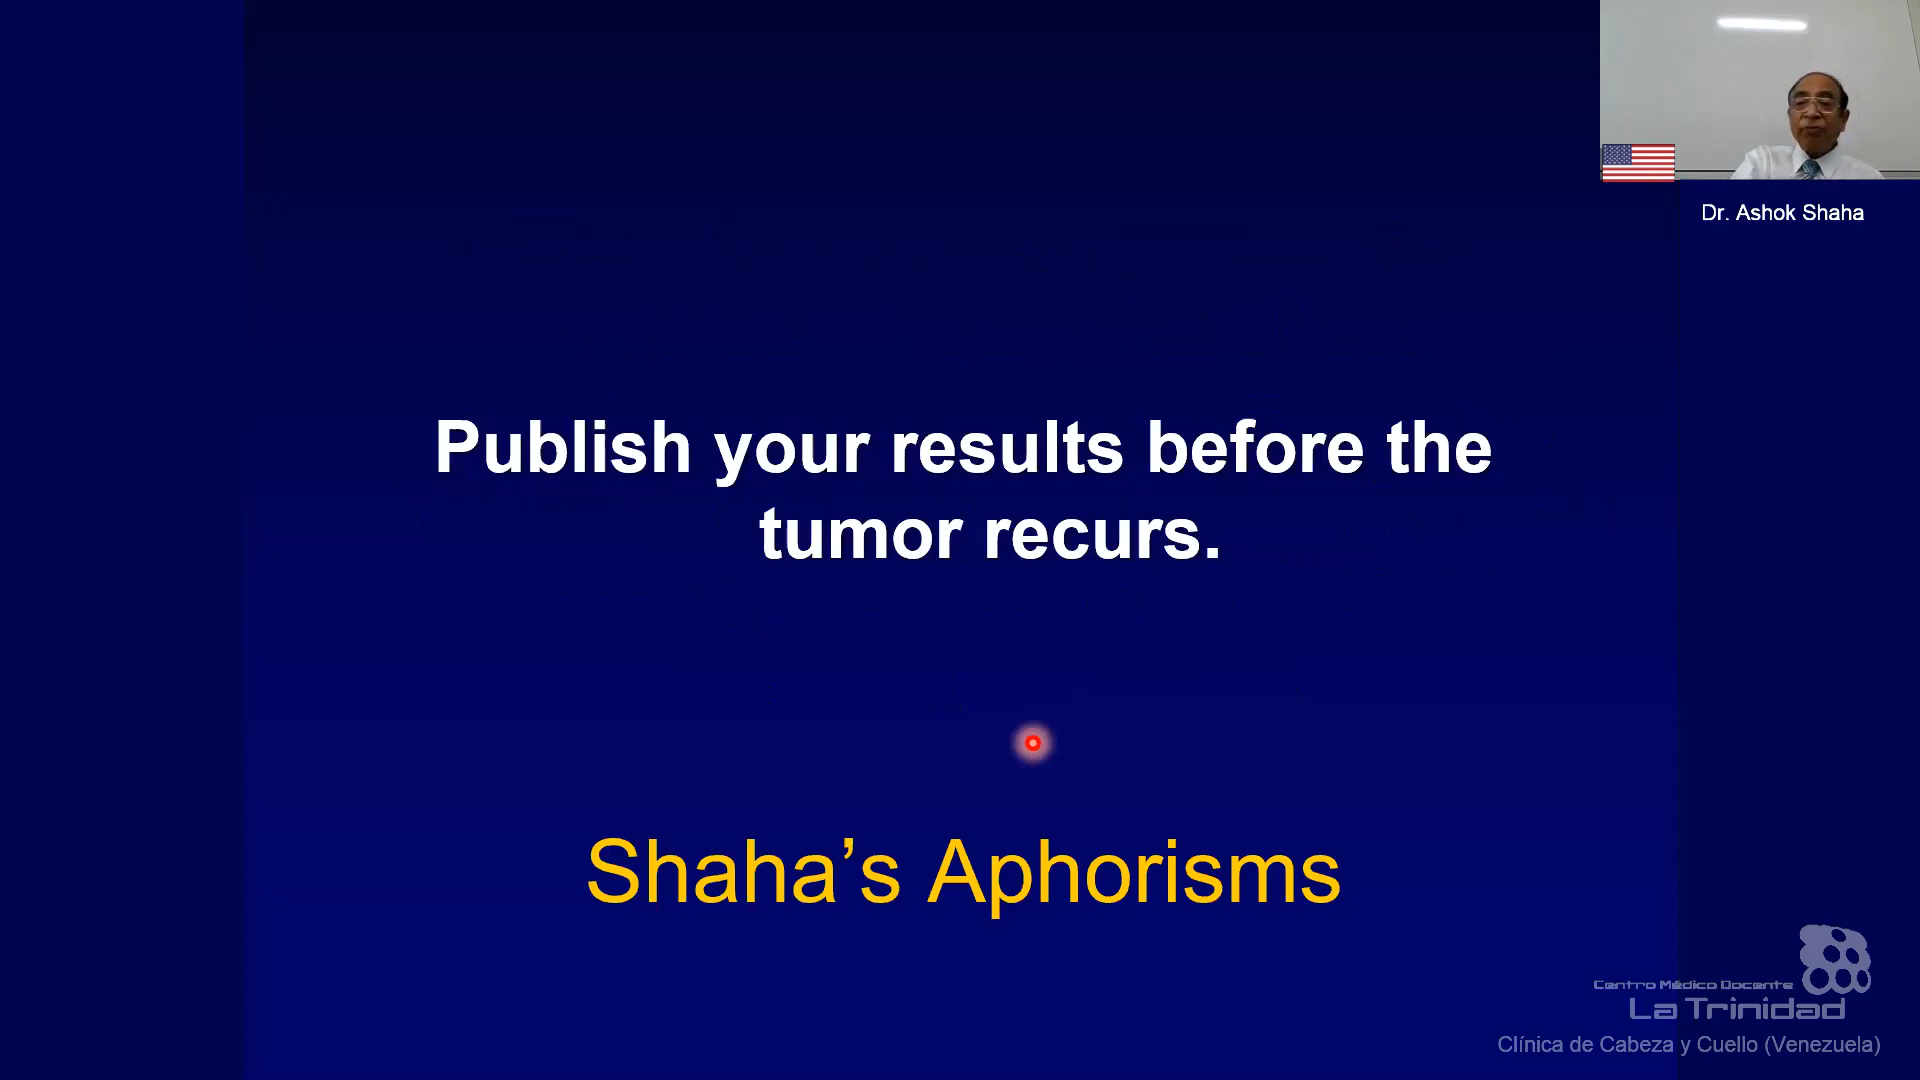 Dr. Ashok Shaha
Publish your results before the
tumor recurs.
Shaha’s Aphorisms
Centro Médico Docente
La Trinidad
Clínica de Cabeza y Cuello (Venezuela)